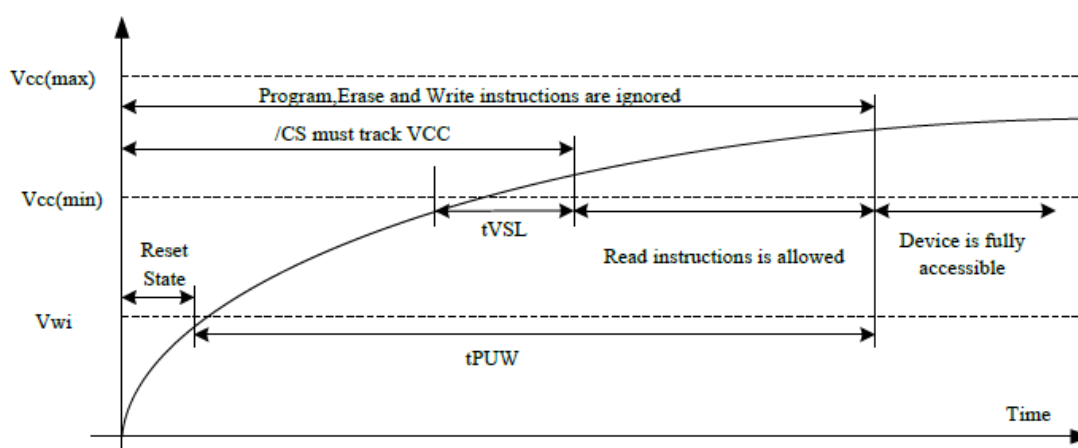 Vcc(max)
Program,Erase and Write instructions are ignored
/CS must track VCC
Vcc(min)
tVSL
Reset
State
Read instructions is allowed
Device is fully
accessible
Vwi
tPUW
Time